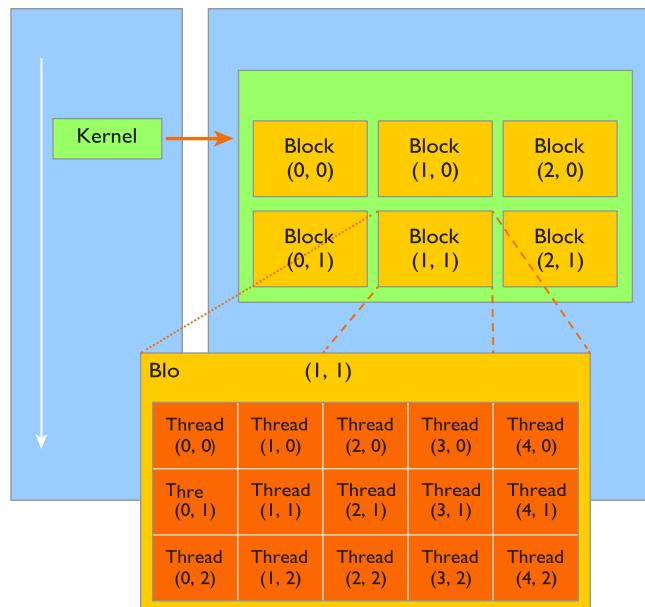 Kernel
Block Block Block
(0, 0) (1, 0) (2, 0)
Block Block Block
(0, 1) (1, 1) (2, 1)
Blo (1, 1)
Thread Thread Thread Thread Thread
(0, 0) (1, 0) (2, 0) (3, 0) (4, 0)
Thre Thread Thread Thread Thread
(0, 1) (1, 1) (2, 1) (3, 1) (4, 1)
Thread Thread Thread Thread Thread
(0, 2) (1, 2) (2, 2) (3, 2) (4, 2)